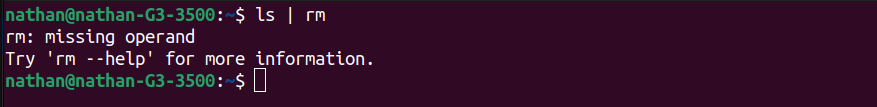 nathan@nathan-G3-3500:~$ ls | rm
rm: missing operand
Try 'rm --help' for more information.
nathan@nathan-G3-3500:~$